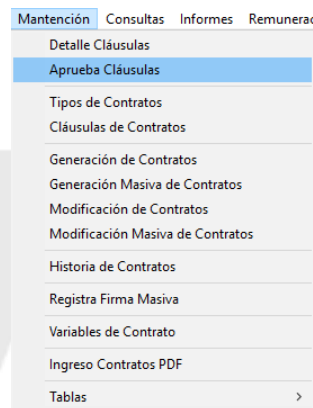 Mantención Consultas Informes Remunerac
Detalle Cláusulas
Aprueba Cláusulas
Tipos de Contratos
Cláusulas de Contratos
Generación de Contratos
Generación Masiva de Contratos
Modificación de Contratos
Modificación Masiva de Contratos
Historia de Contratos
Registra Firma Masiva
Variables de Contrato
Ingreso Contratos PDF
Tablas >